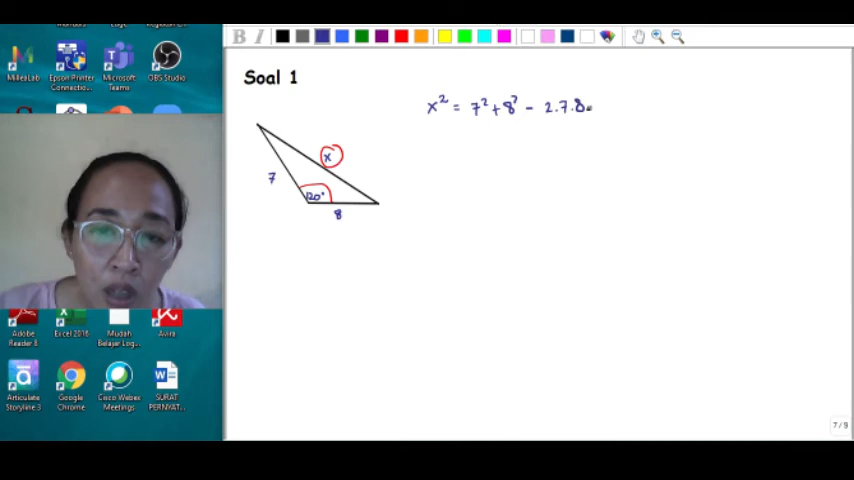 B I
MilleaLab
Epson Printer
Connectio...
Microsoft
Teams
OBS Studio
Soal 1
x² = 7² + 8² - 2.7.8.
x
7
120°
8
Adobe
Reader 8
Excel 2016
Mudah
Belajar Log...
Avira
Articulate
Storyline 3
Google
Chrome
Cisco Webex
Meetings
SURAT
PERNYAT...
7 / 9